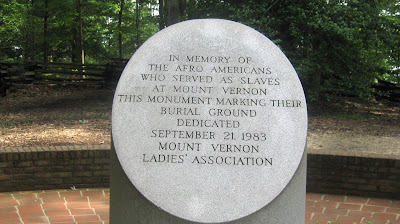 IN MEMORY OF
THE AFRO AMERICANS
WHO SERVED AS SLAVES
AT MOUNT VERNON
THIS MONUMENT MARKING THEIR
BURIAL GROUND
DEDICATED
SEPTEMBER 21, 1983
MOUNT VERNON
LADIES' ASSOCIATION